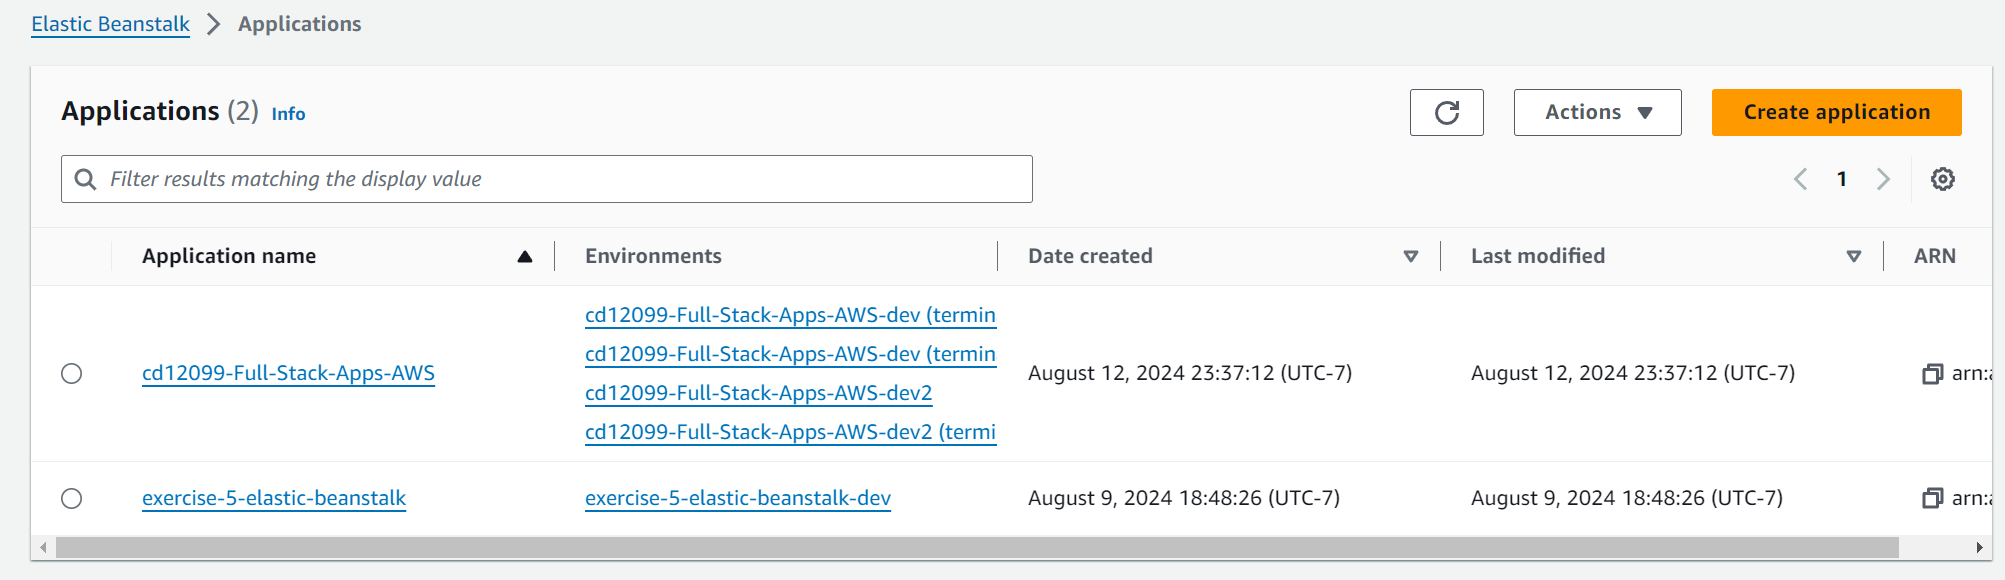 Elastic Beanstalk > Applications
Applications (2) Info
Actions
Create application
Filter results matching the display value
1
Application name Environments Date created Last modified ARN
cd12099-Full-Stack-Apps-AWS-dev (termin
cd12099-Full-Stack-Apps-AWS-dev (termin
cd12099-Full-Stack-Apps-AWS August 12, 2024 23:37:12 (UTC-7) August 12, 2024 23:37:12 (UTC-7) arn:a
cd12099-Full-Stack-Apps-AWS-dev2
cd12099-Full-Stack-Apps-AWS-dev2 (termi
exercise-5-elastic-beanstalk exercise-5-elastic-beanstalk-dev August 9, 2024 18:48:26 (UTC-7) August 9, 2024 18:48:26 (UTC-7) arn:a